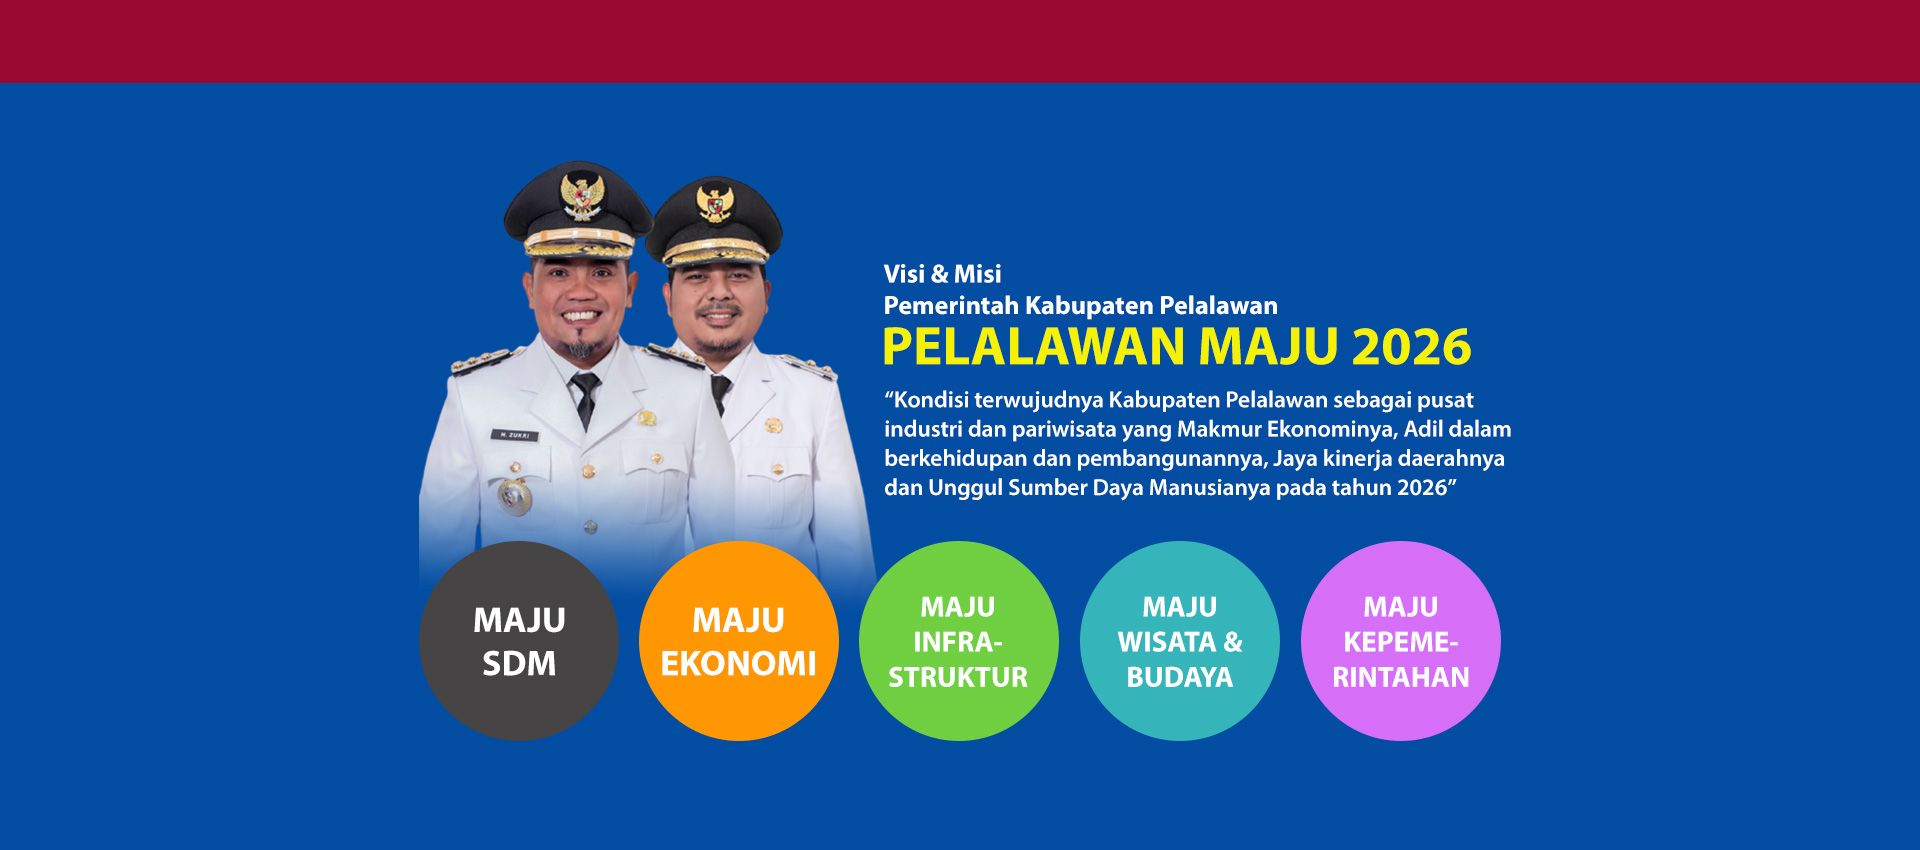 Visi & Misi
Pemerintah Kabupaten Pelalawan
PELALAWAN MAJU 2026
“Kondisi terwujudnya Kabupaten Pelalawan sebagai pusat
industri dan pariwisata yang Makmur Ekonominya, Adil dalam
berkehidupan dan pembangunannya, Jaya kinerja daerahnya
dan Unggul Sumber Daya Manusianya pada tahun 2026”
M. ZUKRI
MAJU
SDM
MAJU
EKONOMI
MAJU
INFRA-
STRUKTUR
MAJU
WISATA &
BUDAYA
MAJU
KEPEME-
RINTAHAN